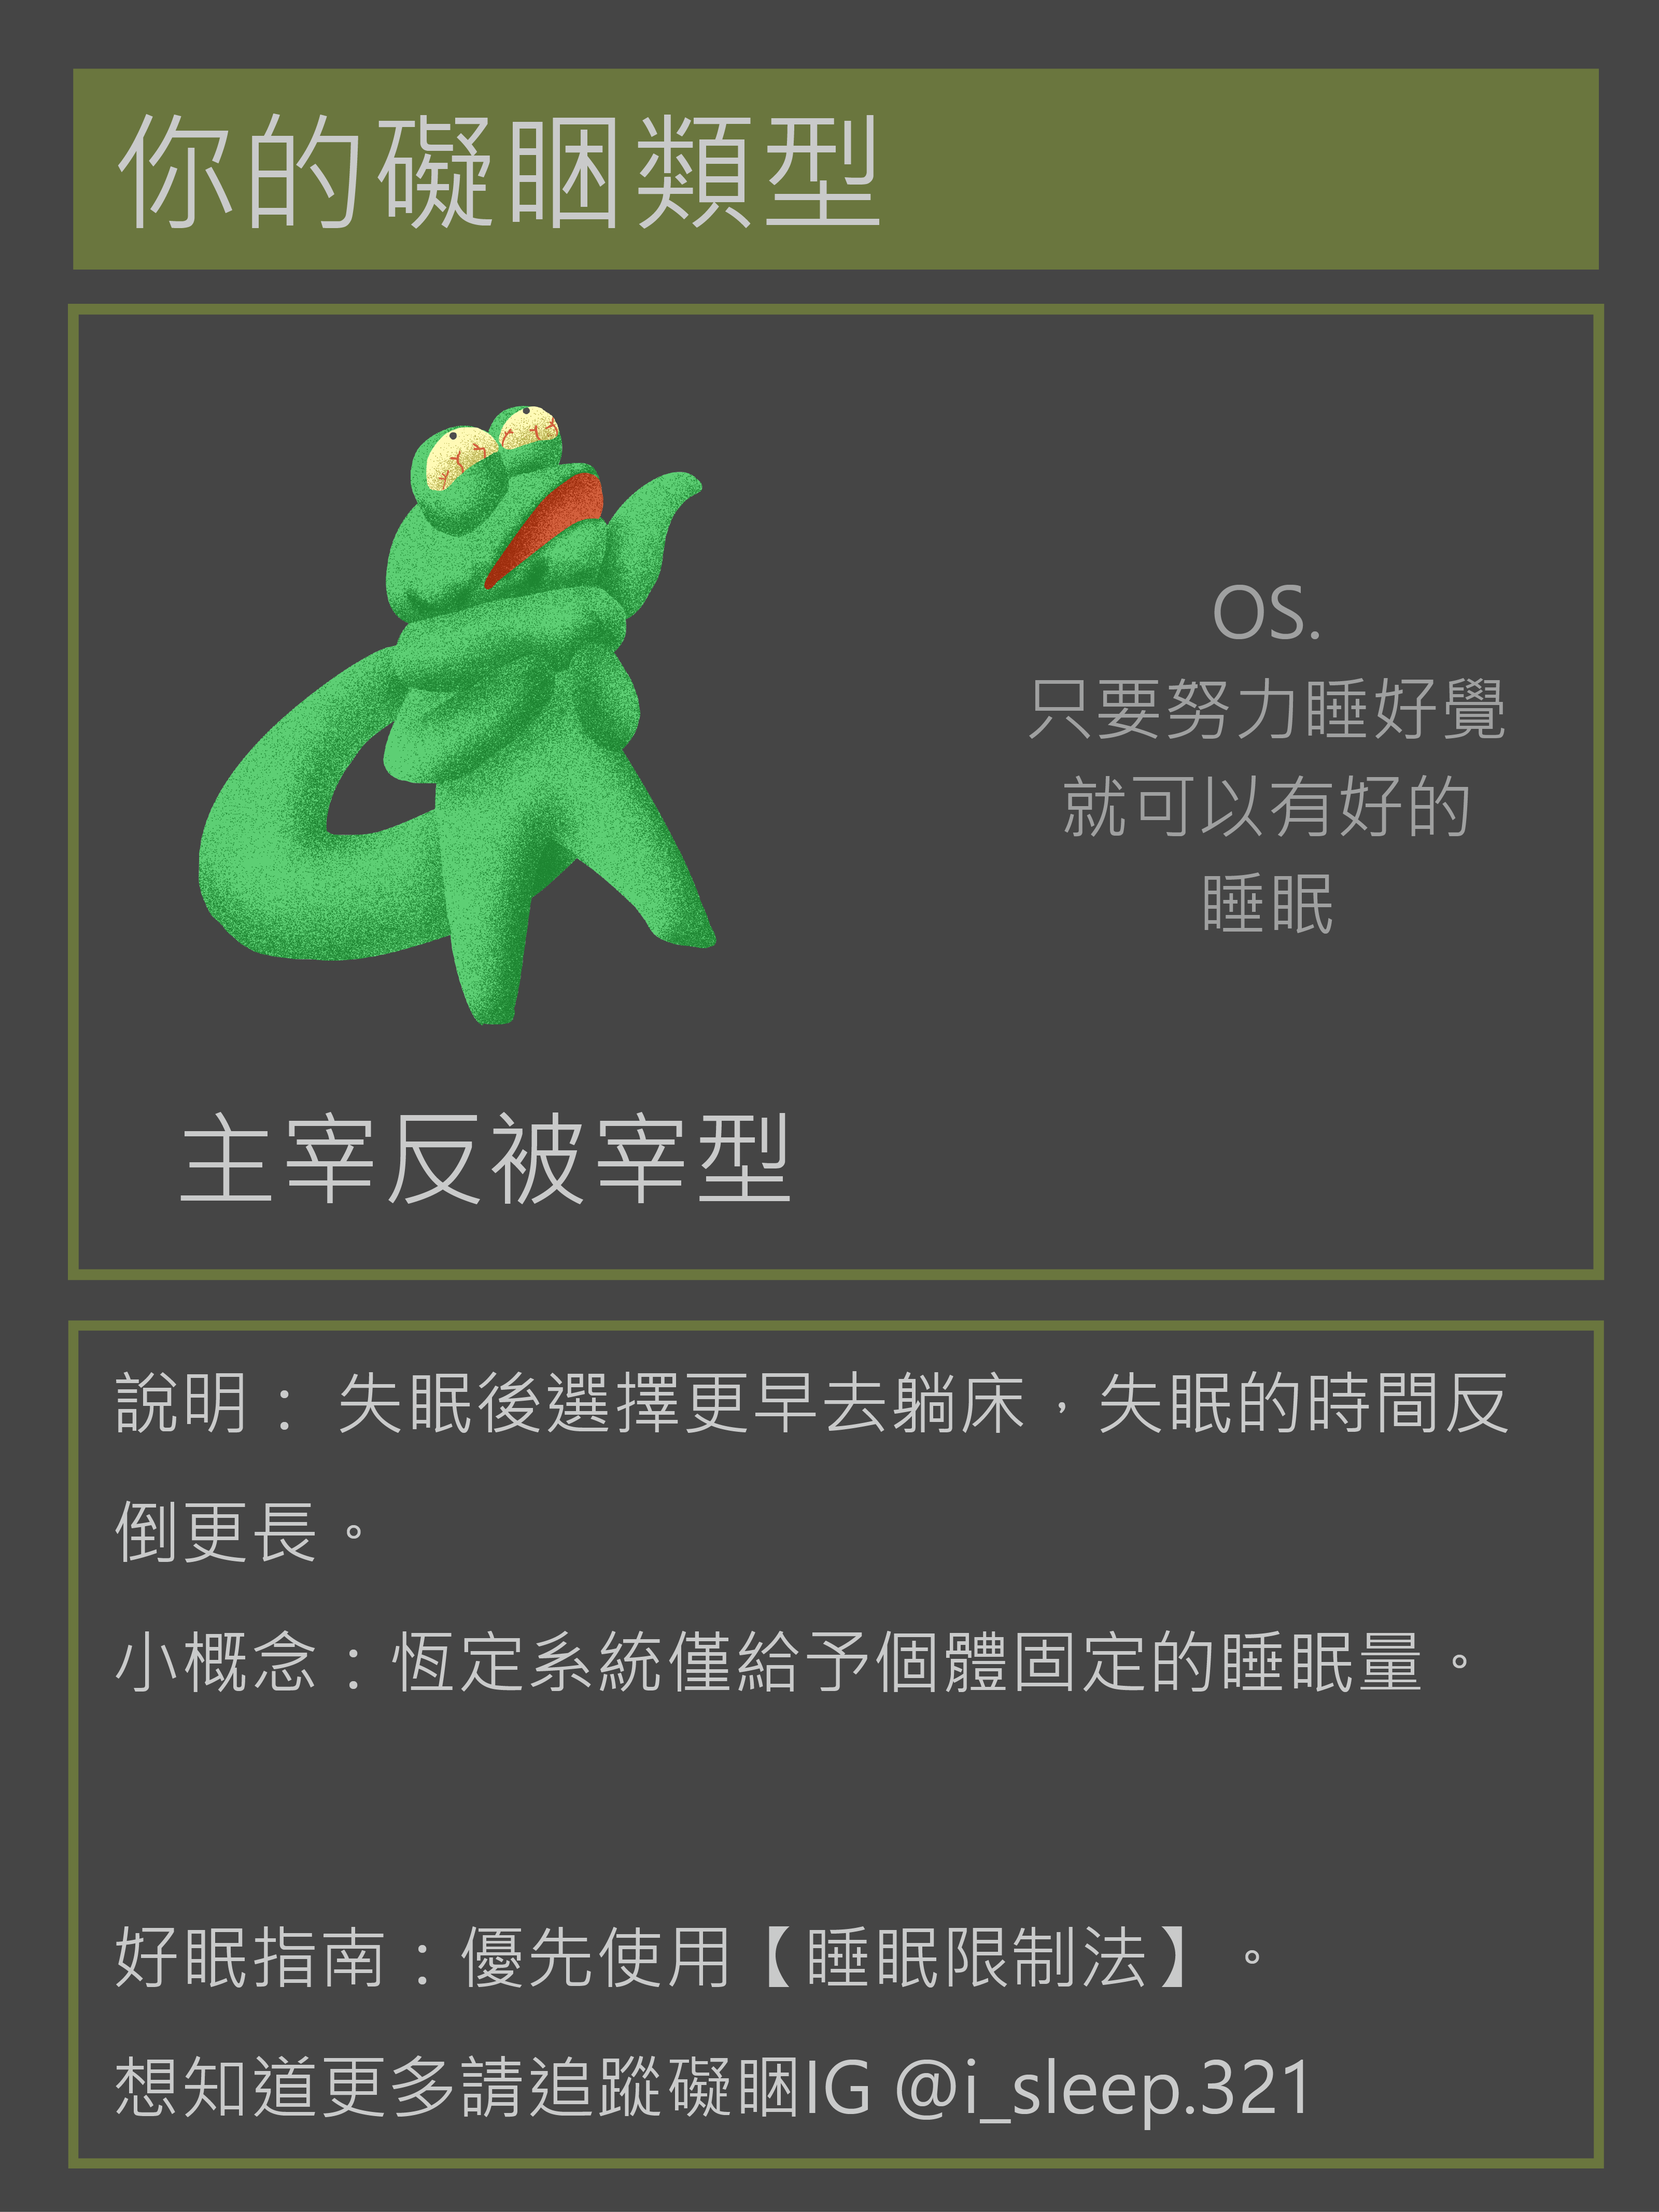 你的礙睏類型
OS.
只要努力睡好覺
就可以有好的
睡眠
主宰反被宰型
說明： 失眠後選擇更早去躺床，失眠的時間反
倒更長。
小概念：恆定系統僅給予個體固定的睡眠量。
好眠指南：優先使用【睡眠限制法】。
想知道更多請追蹤礙睏IG @i_sleep.321